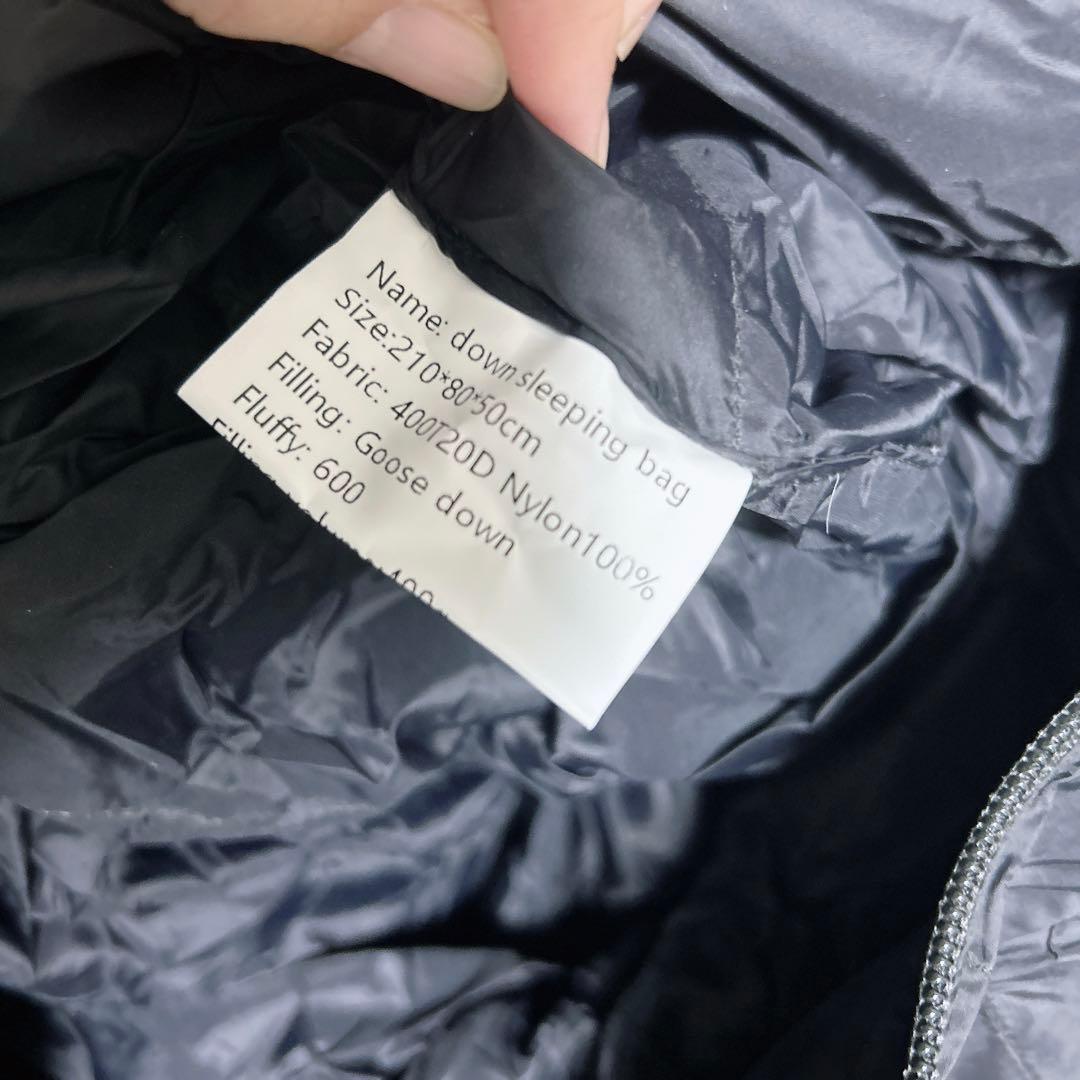 Name: down sleeping bag
Size:210*80*50cm
Fabric: 400T20D Nylon100%
Filling: Goose down
Fluffy: 600